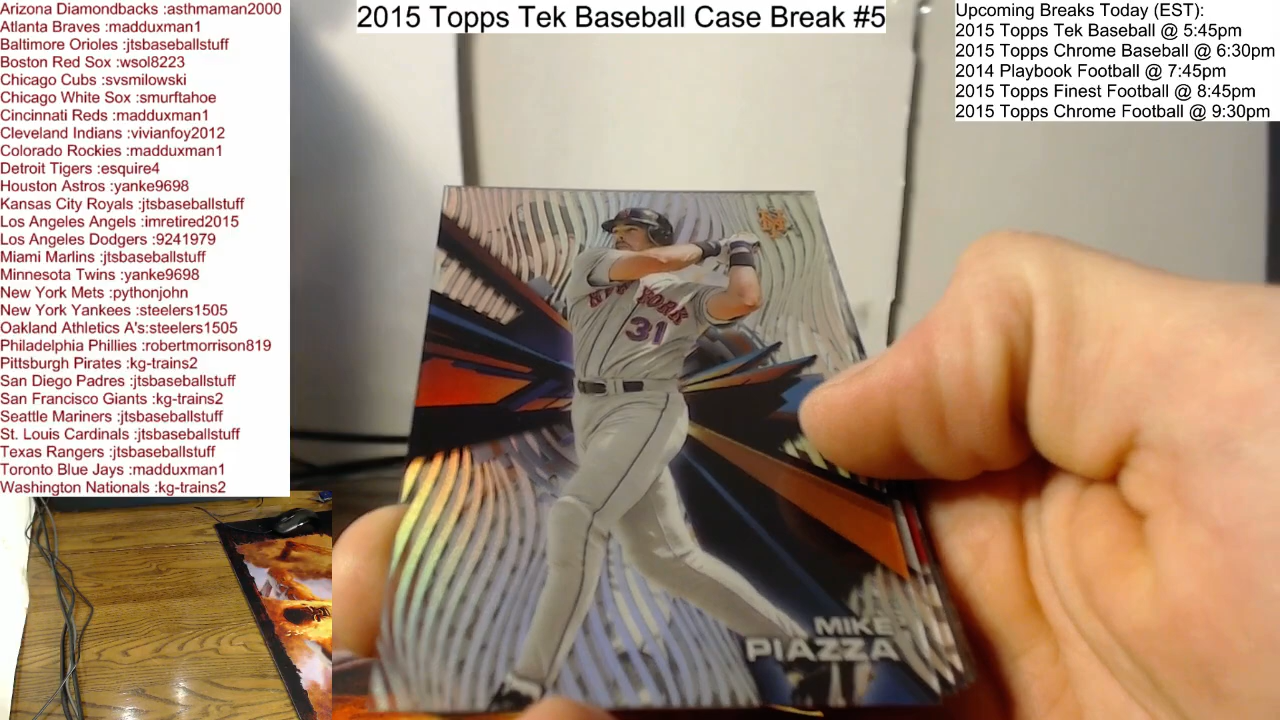 Arizona Diamondbacks :asthmaman2000
Atlanta Braves :madduxman1
Baltimore Orioles :jtsbaseballstuff
Boston Red Sox :wsol8223
Chicago Cubs :svsmilowski
Chicago White Sox :smurftahoe
Cincinnati Reds :madduxman1
Cleveland Indians :vivianfoy2012
Colorado Rockies :madduxman1
Detroit Tigers :esquire4
Houston Astros :yanke9698
Kansas City Royals :jtsbaseballstuff
Los Angeles Angels :imretired2015
Los Angeles Dodgers :9241979
Miami Marlins :jtsbaseballstuff
Minnesota Twins :yanke9698
New York Mets :pythonjohn
New York Yankees :steelers1505
Oakland Athletics A's:steelers1505
Philadelphia Phillies :robertmorrison819
Pittsburgh Pirates :kg-trains2
San Diego Padres :jtsbaseballstuff
San Francisco Giants :kg-trains2
Seattle Mariners :jtsbaseballstuff
St. Louis Cardinals :jtsbaseballstuff
Texas Rangers :jtsbaseballstuff
Toronto Blue Jays :madduxman1
Washington Nationals :kg-trains2
2015 Topps Tek Baseball Case Break #5
Upcoming Breaks Today (EST):
2015 Topps Tek Baseball @ 5:45pm
2015 Topps Chrome Baseball @ 6:30pm
2014 Playbook Football @ 7:45pm
2015 Topps Finest Football @ 8:45pm
2015 Topps Chrome Football @ 9:30pm
NY
NEW YORK
31
MIKE
PIAZZA